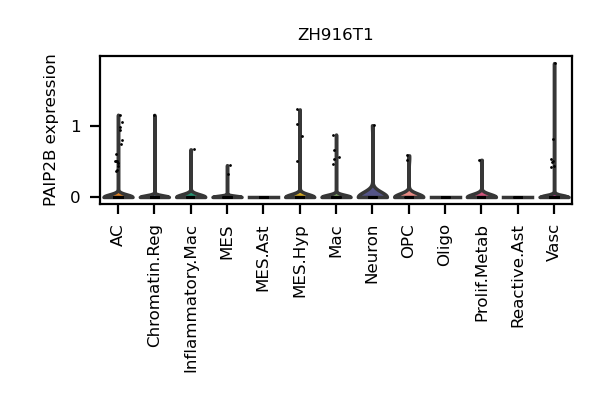 ZH916T1
PAIP2B expression
1
0
AC
Chromatin.Reg
Inflammatory.Mac
MES
MES.Ast
MES.Hyp
Mac
Neuron
OPC
Oligo
Prolif.Metab
Reactive.Ast
Vasc